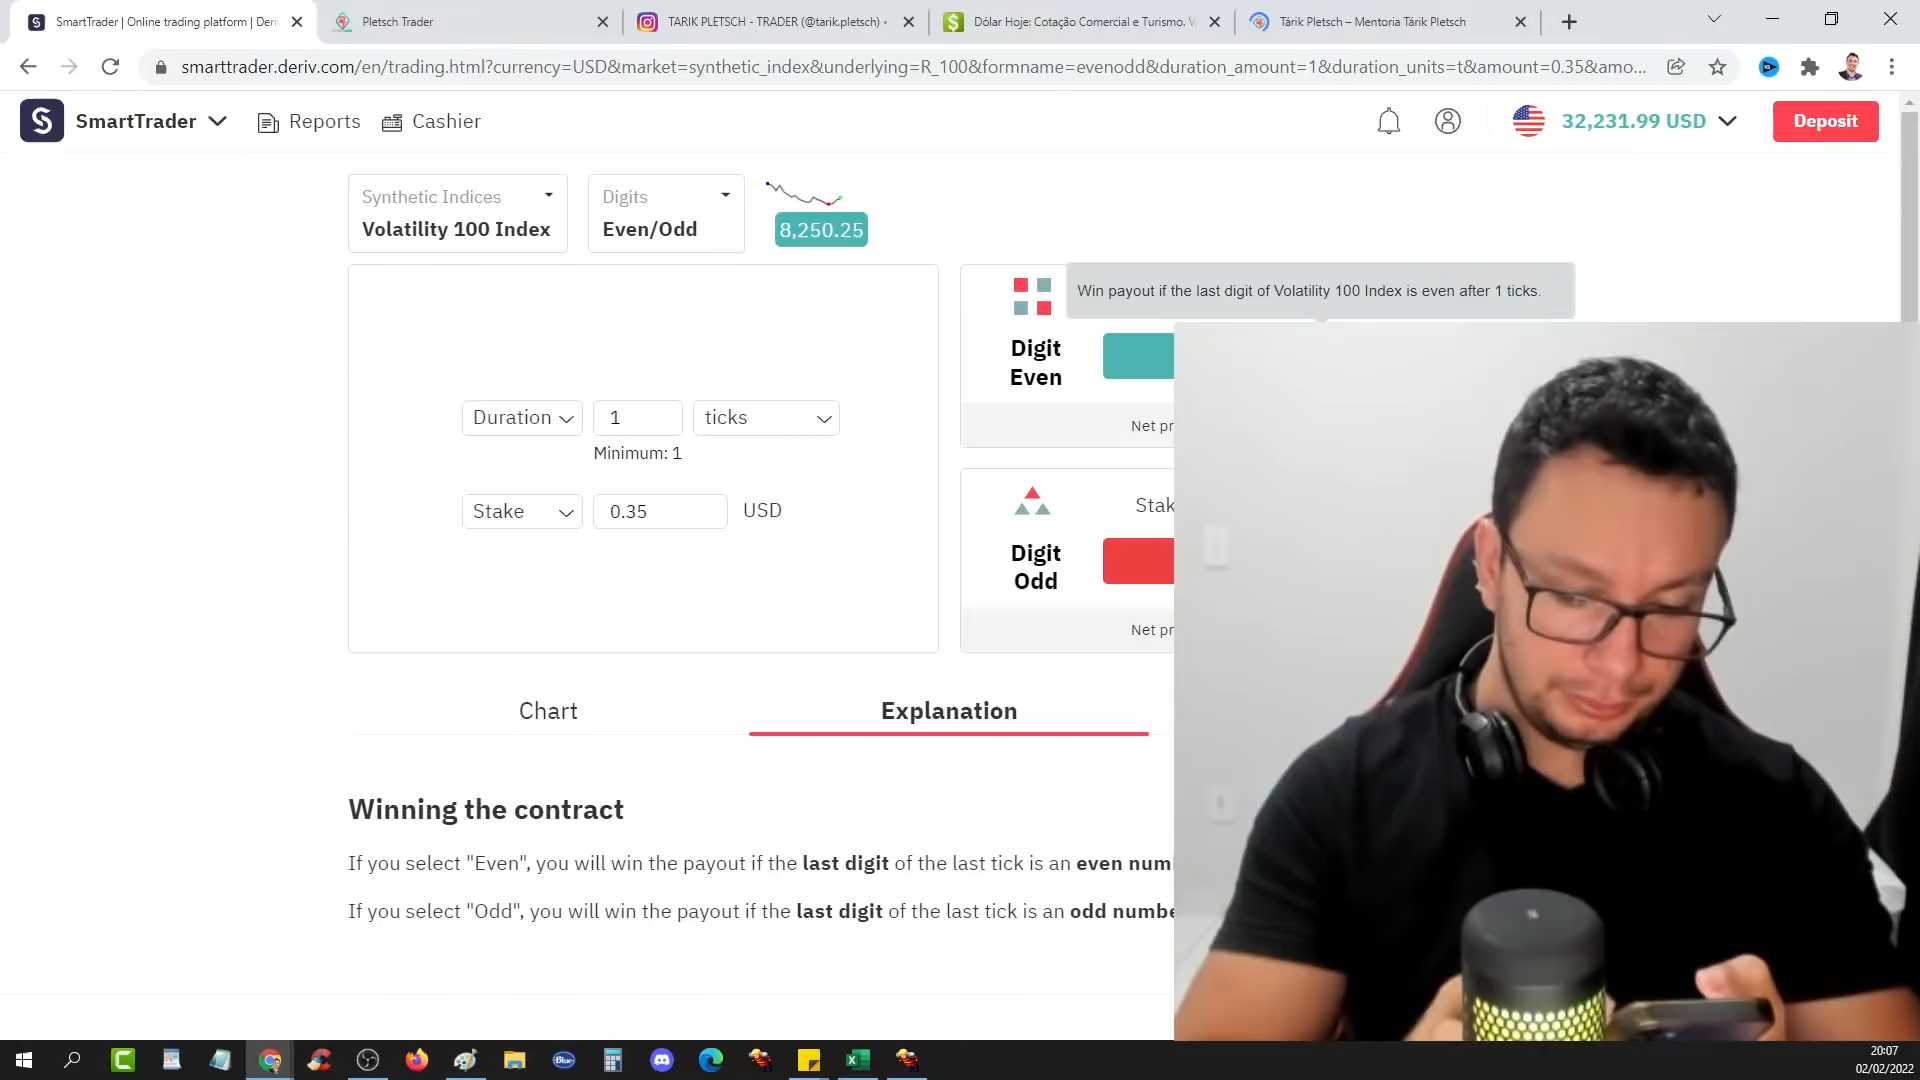 SmartTrader | Online trading platform | Deri
Pletsch Trader
TARIK PLETSCH - TRADER (@tarik.pletsch) •
Dólar Hoje: Cotação Comercial e Turismo. V
Tárik Pletsch – Mentoria Tárik Pletsch
smarttrader.deriv.com/en/trading.html?currency=USD&market=synthetic_index&underlying=R_100&formname=evenodd&duration_amount=1&duration_units=t&amount=0.35&amo...
SmartTrader
Reports
Cashier
32,231.99 USD
Deposit
Synthetic Indices
Volatility 100 Index
Digits
Even/Odd
8,250.25
Win payout if the last digit of Volatility 100 Index is even after 1 ticks.
Digit
Even
Net pr
Duration
1
ticks
Minimum: 1
Stake
0.35
USD
Stak
Digit
Odd
Net pr
Chart
Explanation
Winning the contract
If you select "Even", you will win the payout if the last digit of the last tick is an even num
If you select "Odd", you will win the payout if the last digit of the last tick is an odd numbe
Blue
20:07
02/02/2022